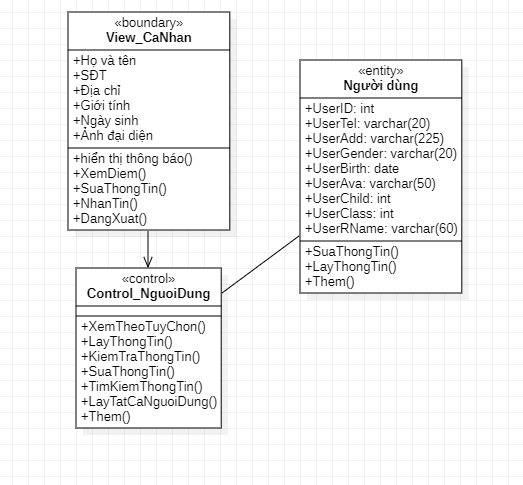 «boundary»
View_CaNhan
+Họ và tên
+SĐT
+Địa chỉ
+Giới tính
+Ngày sinh
+Ảnh đại diện
+hiển thị thông báo()
+XemDiem()
+SuaThongTin()
+NhanTin()
+DangXuat()
«entity»
Người dùng
+UserID: int
+UserTel: varchar(20)
+UserAdd: varchar(225)
+UserGender: varchar(20)
+UserBirth: date
+UserAva: varchar(50)
+UserChild: int
+UserClass: int
+UserRName: varchar(60)
+SuaThongTin()
+LayThongTin()
+Them()
«control»
Control_NguoiDung
+XemTheoTuyChon()
+LayThongTin()
+KiemTraThongTin()
+SuaThongTin()
+TimKiemThongTin()
+LayTatCaNguoiDung()
+Them()